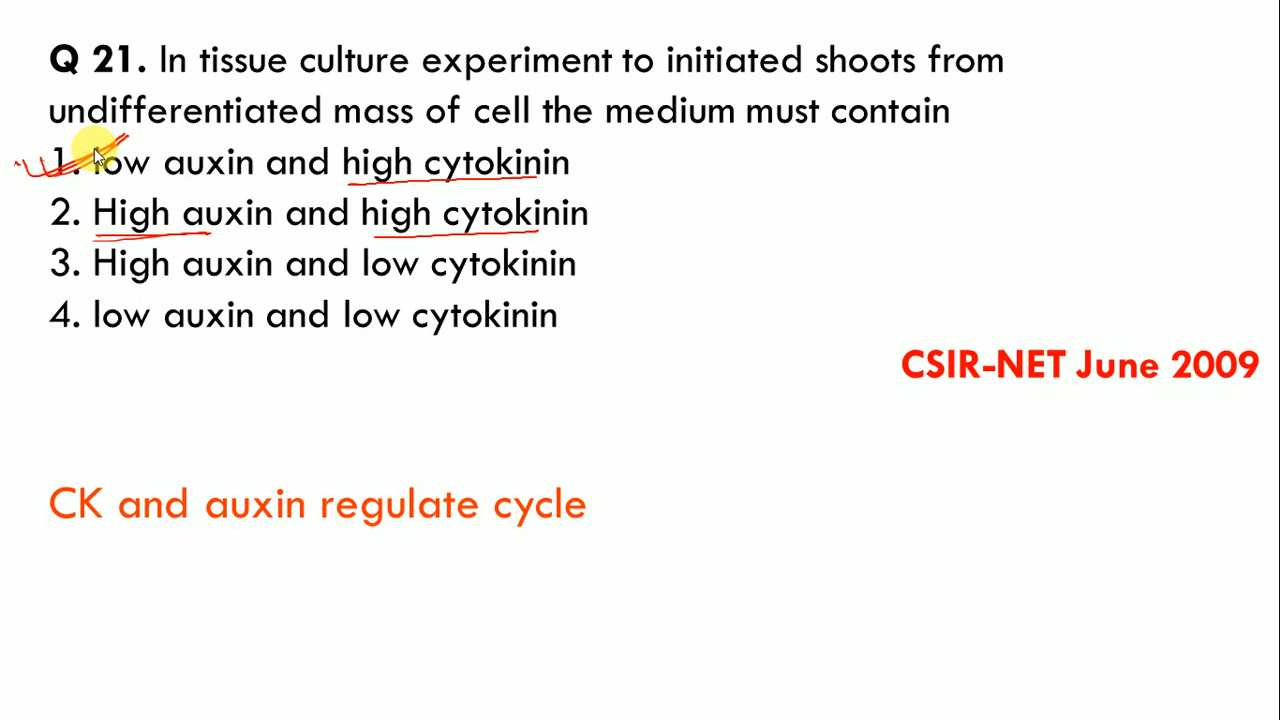 Q 21. In tissue culture experiment to initiated shoots from
undifferentiated mass of cell the medium must contain
1. low auxin and high cytokinin
2. High auxin and high cytokinin
3. High auxin and low cytokinin
4. low auxin and low cytokinin
CSIR-NET June 2009
CK and auxin regulate cycle